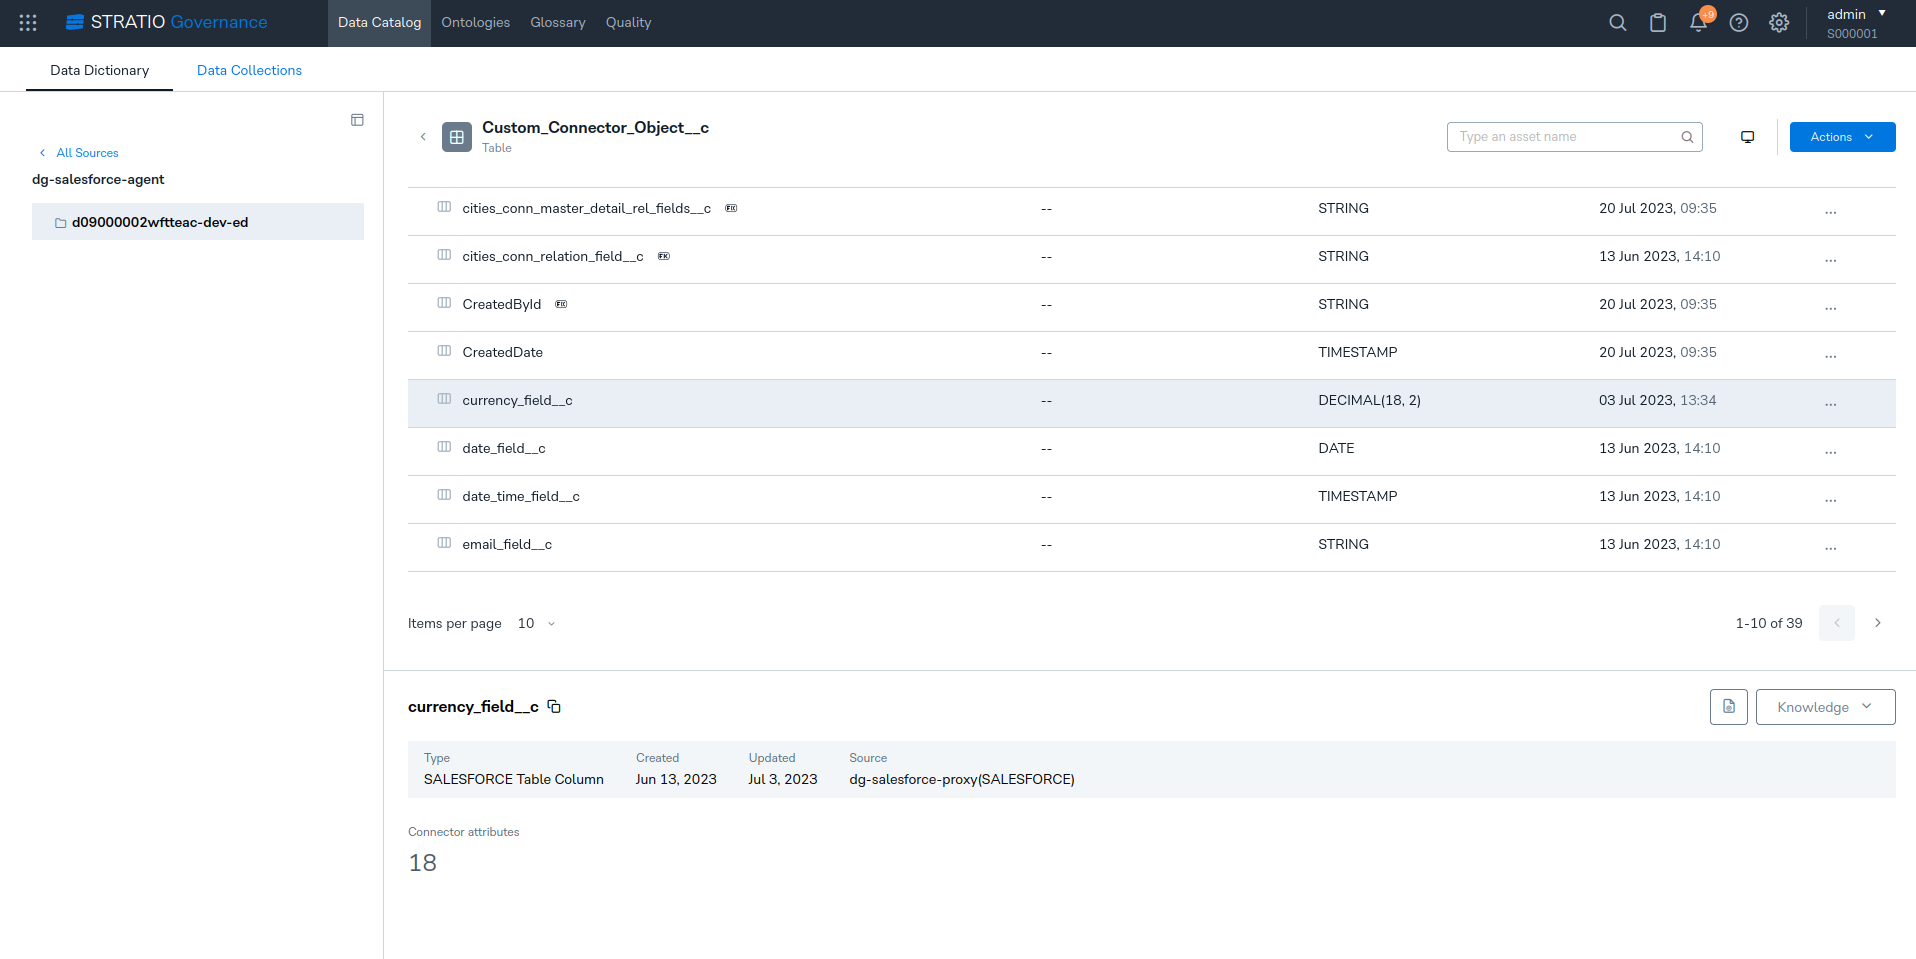 STRATIO Governance
Data Catalog
Ontologies
Glossary
Quality
+9
admin
S000001
Data Dictionary
Data Collections
All Sources
dg-salesforce-agent
d09000002wftteac-dev-ed
Custom_Connector_Object__c
Table
Type an asset name
Actions
cities_conn_master_detail_rel_fields__c FK -- STRING 20 Jul 2023, 09:35 ...
cities_conn_relation_field__c FK -- STRING 13 Jun 2023, 14:10 ...
CreatedById FK -- STRING 20 Jul 2023, 09:35 ...
CreatedDate -- TIMESTAMP 20 Jul 2023, 09:35 ...
currency_field__c -- DECIMAL(18, 2) 03 Jul 2023, 13:34 ...
date_field__c -- DATE 13 Jun 2023, 14:10 ...
date_time_field__c -- TIMESTAMP 13 Jun 2023, 14:10 ...
email_field__c -- STRING 13 Jun 2023, 14:10 ...
Items per page 10
1-10 of 39
currency_field__c
Knowledge
Type Created Updated Source
SALESFORCE Table Column Jun 13, 2023 Jul 3, 2023 dg-salesforce-proxy(SALESFORCE)
Connector attributes
18